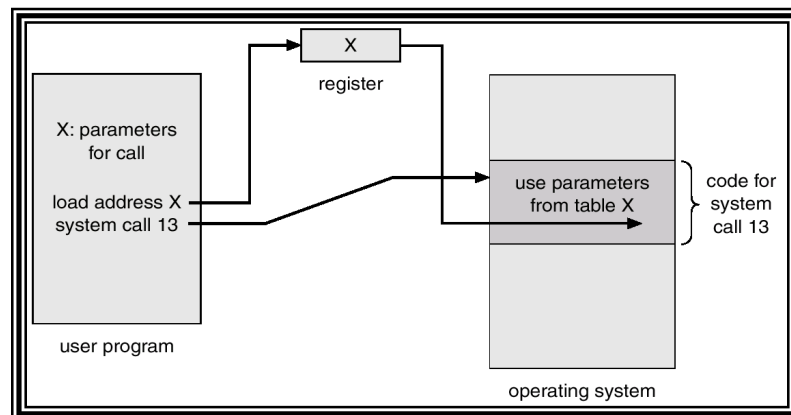 X
register
X: parameters
for call
load address X
system call 13
user program
use parameters
from table X
code for
system
call 13
operating system